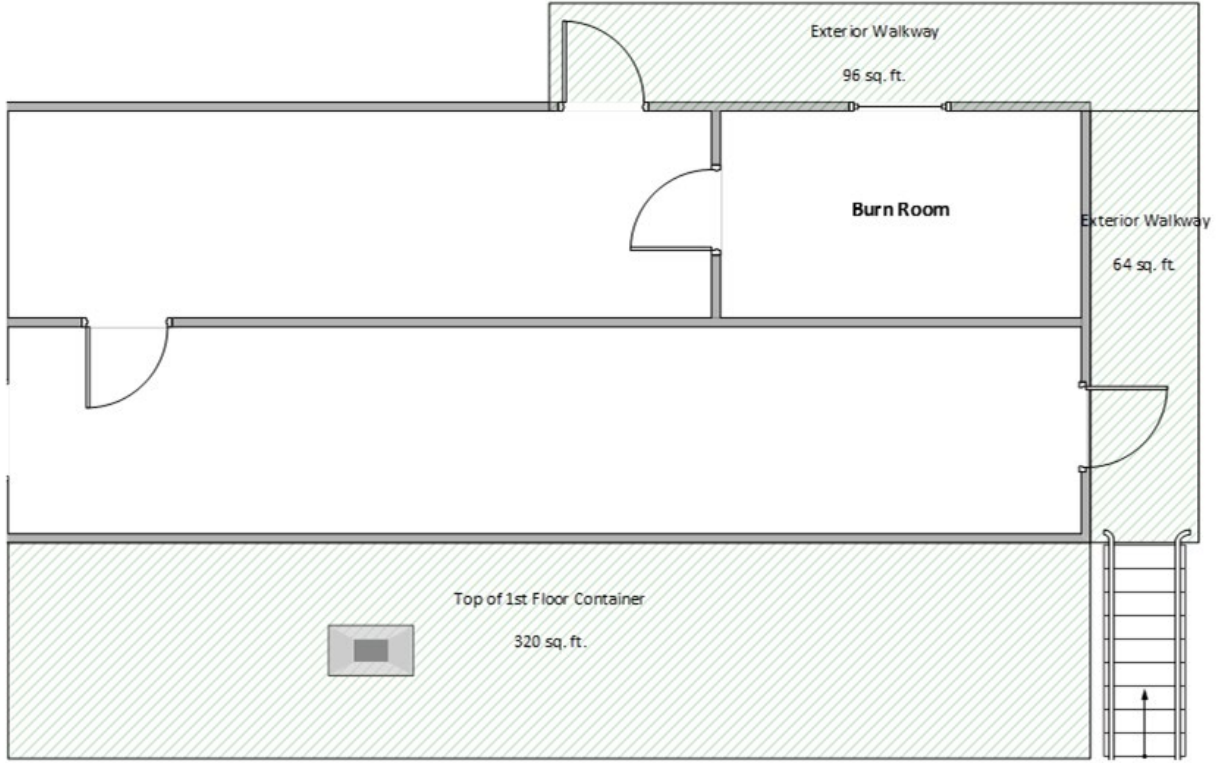 Exterior Walkway
96 sq. ft.
Burn Room
Exterior Walkway
64 sq. ft
Top of 1st Floor Container
320 sq. ft.